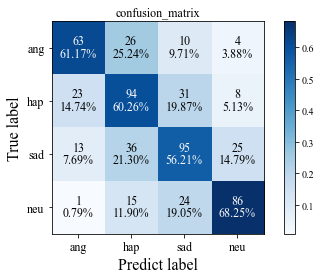 confusion_matrix
True label
ang
63 26 10 4
61.17% 25.24% 9.71% 3.88%
hap
23 94 31 8
14.74% 60.26% 19.87% 5.13%
sad
13 36 95 25
7.69% 21.30% 56.21% 14.79%
neu
1 15 24 86
0.79% 11.90% 19.05% 68.25%
ang hap sad neu
Predict label
0.6
0.5
0.4
0.3
0.2
0.1